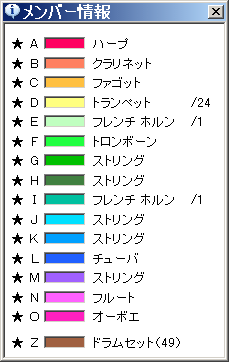 メンバー情報
★ A ハープ
★ B クラリネット
★ C ファゴット
★ D トランペット /24
★ E フレンチ ホルン /1
★ F トロンボーン
★ G ストリング
★ H ストリング
★ I フレンチ ホルン /1
★ J ストリング
★ K ストリング
★ L チューバ
★ M ストリング
★ N フルート
★ O オーボエ
★ Z ドラムセット(49)